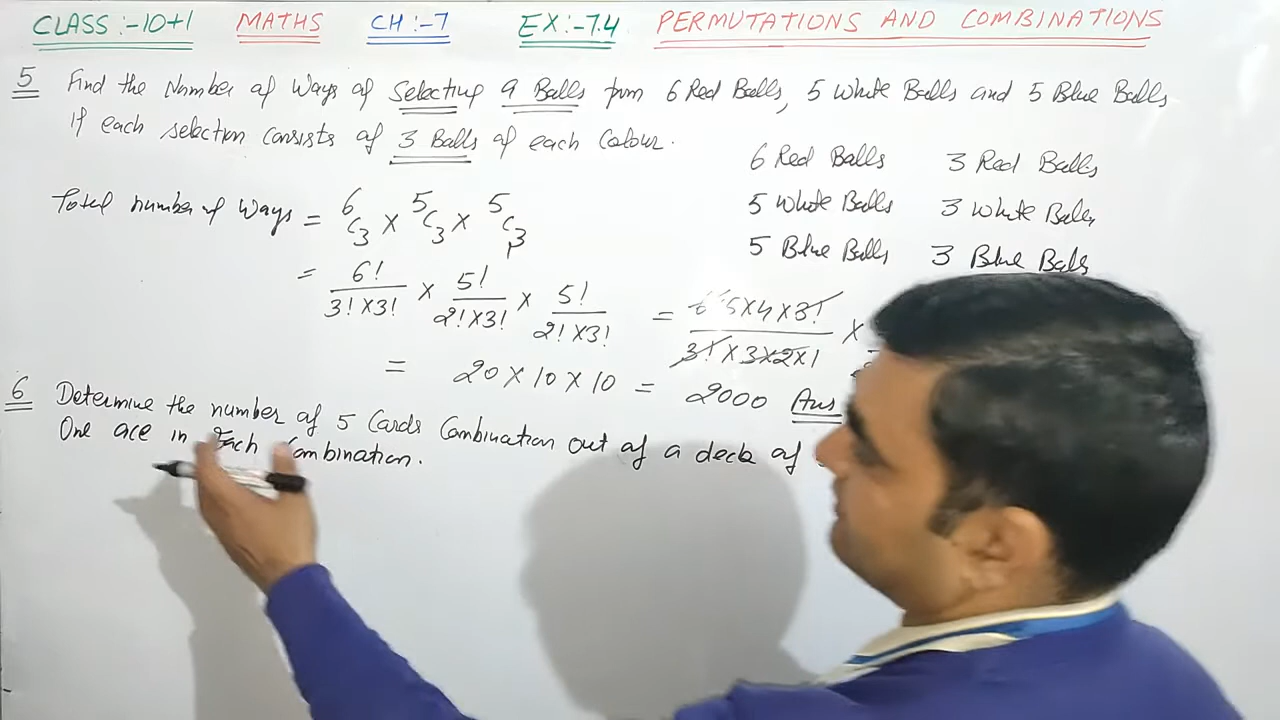 CLASS :-10+1 MATHS CH:-7 EX:-7.4 PERMUTATIONS AND COMBINATIONS
5 Find the Number of Ways of Selecting 9 Balls from 6 Red Balls, 5 White Balls and 5 Blue Balls
if each selection Consists of 3 Balls of each Colour.
6 Red Balls 3 Red Balls
5 White Balls 3 White Balls
5 Blue Balls 3 Blue Balls
Total number of Ways = ⁶C₃ × ⁵C₃ × ⁵C₃
= 6!/(3! × 3!) × 5!/(2! × 3!) × 5!/(2! × 3!) = (6 × 5 × 4 × 3!)/(3! × 3 × 2 × 1) ×
= 20 × 10 × 10 = 2000 Ans
6 Determine the number of 5 Cards Combination out of a deck of
One ace in Each Combination.